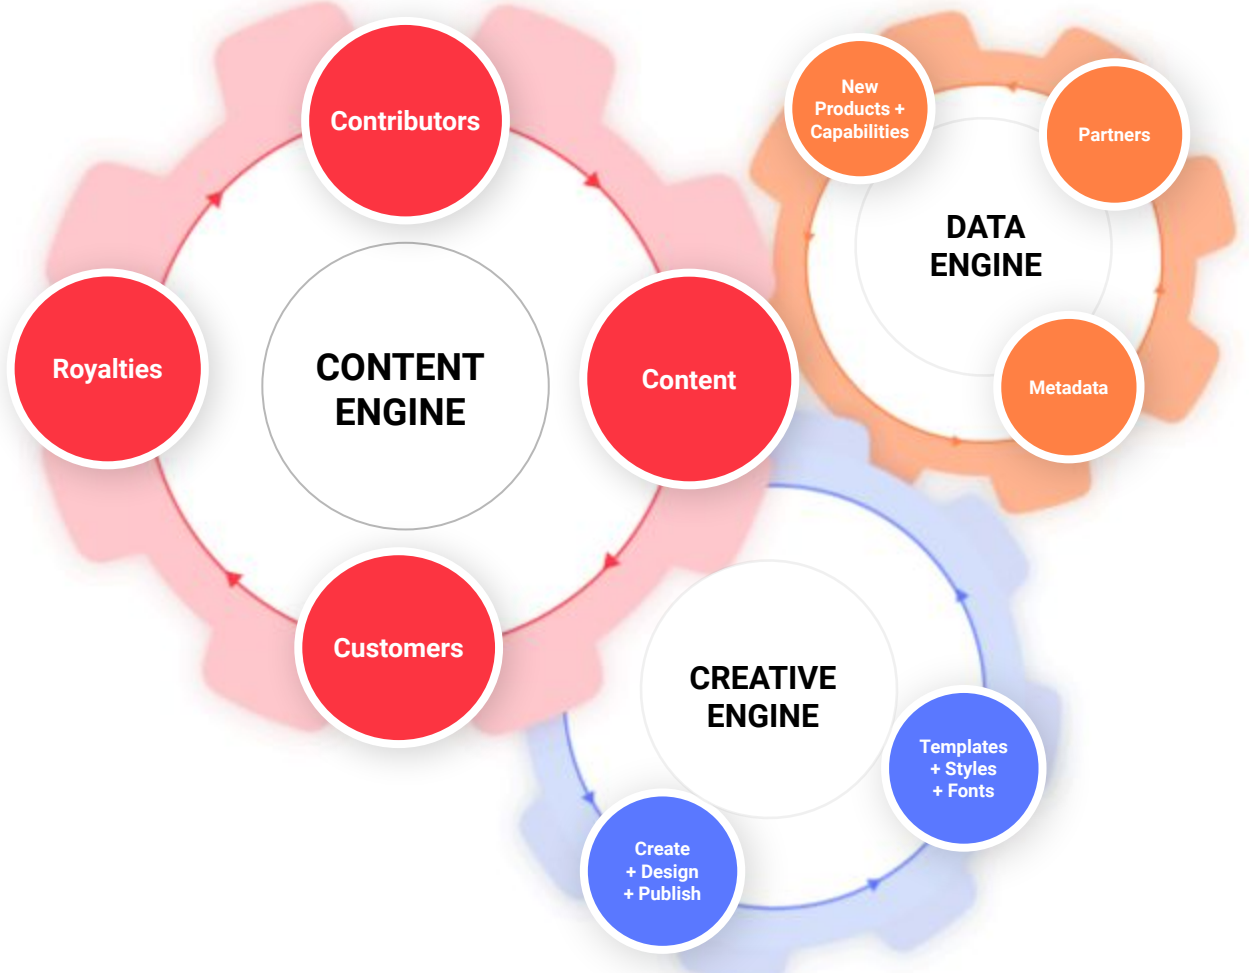 Contributors
Royalties
CONTENT
ENGINE
Content
Customers
New
Products +
Capabilities
Partners
DATA
ENGINE
Metadata
CREATIVE
ENGINE
Templates
+ Styles
+ Fonts
Create
+ Design
+ Publish